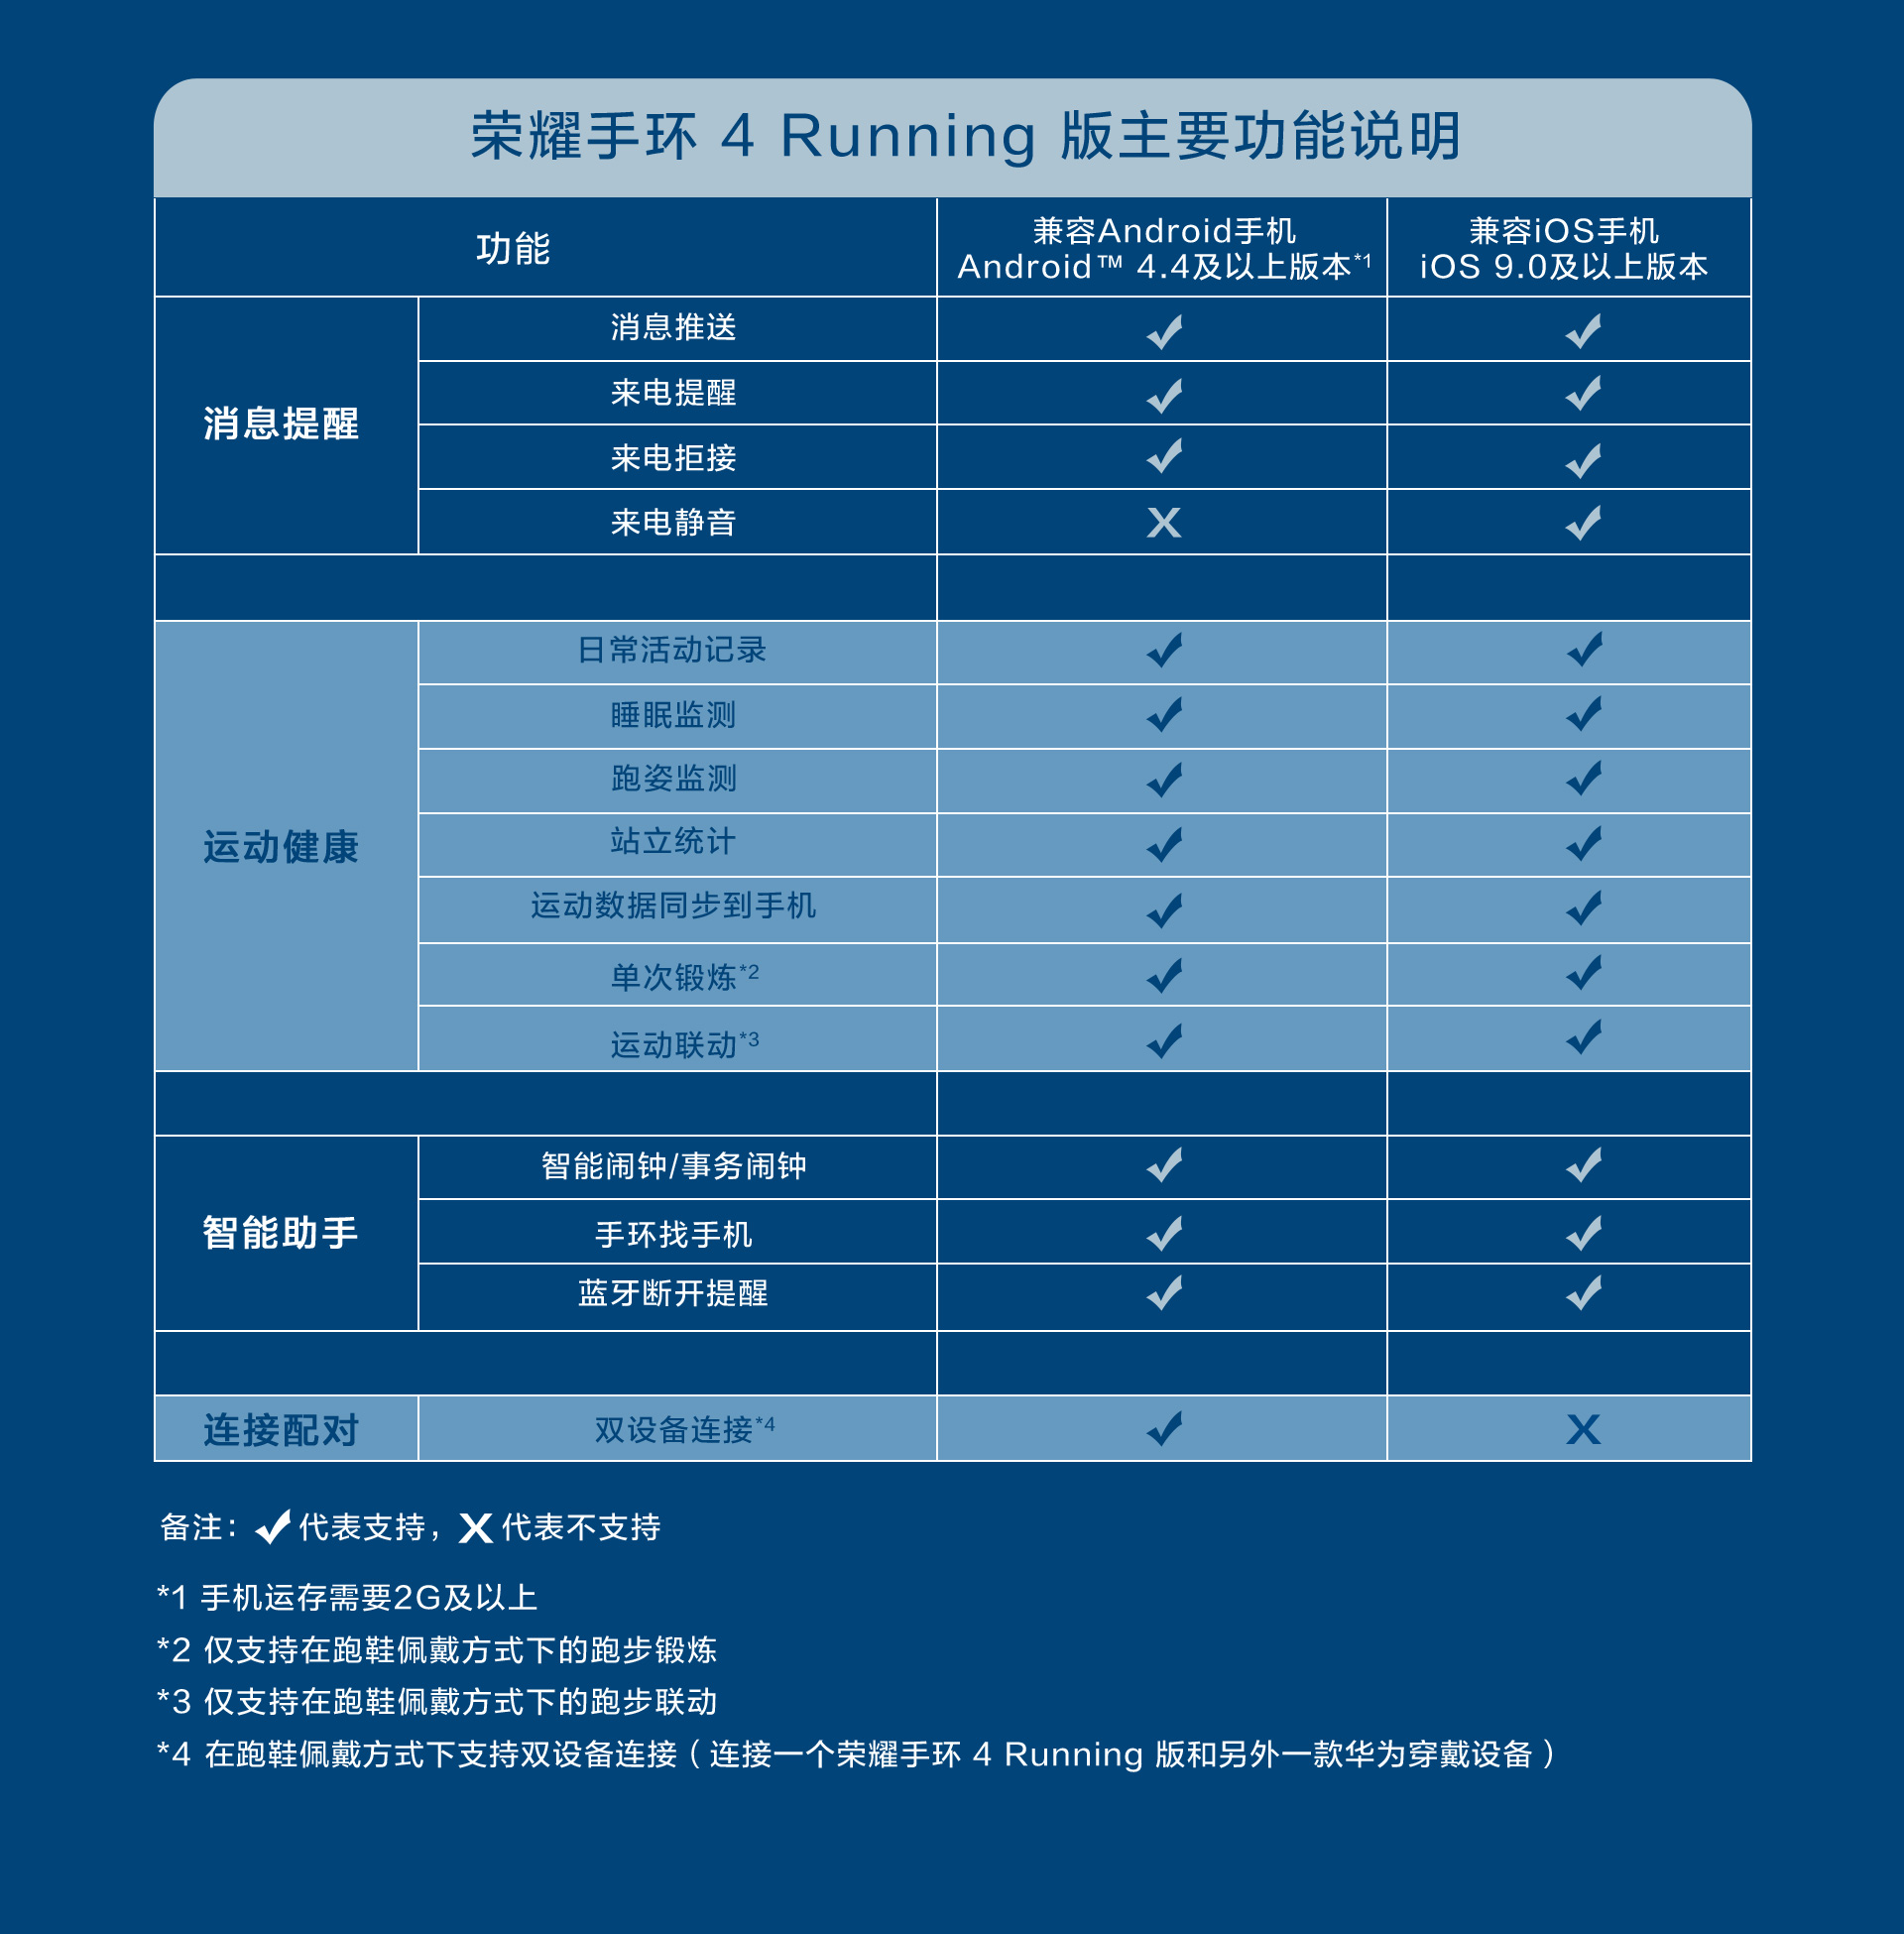 荣耀手环 4 Running 版主要功能说明
功能
兼容Android手机
Android™ 4.4及以上版本*1
兼容iOS手机
iOS 9.0及以上版本
消息提醒
消息推送
来电提醒
来电拒接
来电静音
运动健康
日常活动记录
睡眠监测
跑姿监测
站立统计
运动数据同步到手机
单次锻炼*2
运动联动*3
智能助手
智能闹钟/事务闹钟
手环找手机
蓝牙断开提醒
连接配对
双设备连接*4
备注：✓代表支持，X代表不支持
*1 手机运存需要2G及以上
*2 仅支持在跑鞋佩戴方式下的跑步锻炼
*3 仅支持在跑鞋佩戴方式下的跑步联动
*4 在跑鞋佩戴方式下支持双设备连接（连接一个荣耀手环 4 Running 版和另外一款华为穿戴设备）